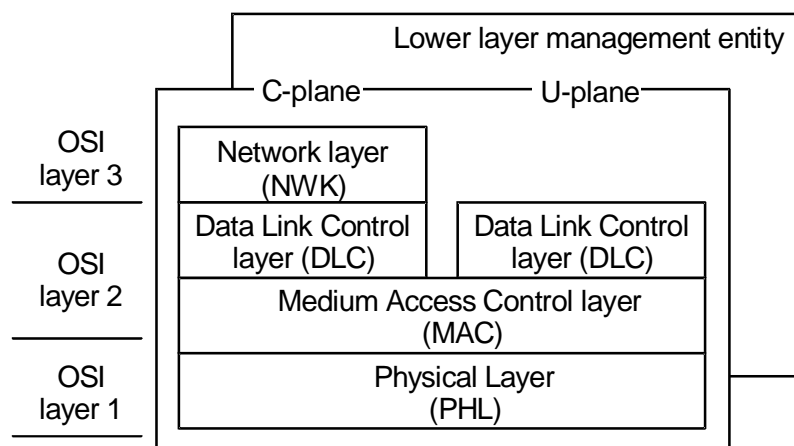 Lower layer management entity
C-plane U-plane
OSI
layer 3
Network layer
(NWK)
OSI
layer 2
Data Link Control
layer (DLC)
Data Link Control
layer (DLC)
Medium Access Control layer
(MAC)
OSI
layer 1
Physical Layer
(PHL)